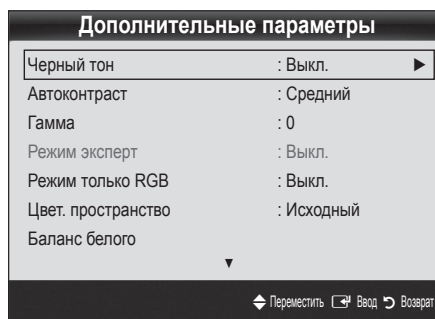 Дополнительные параметры
Черный тон : Выкл.
Автоконтраст : Средний
Гамма : 0
Режим эксперт : Выкл.
Режим только RGB : Выкл.
Цвет. пространство : Исходный
Баланс белого
Переместить Ввод Возврат